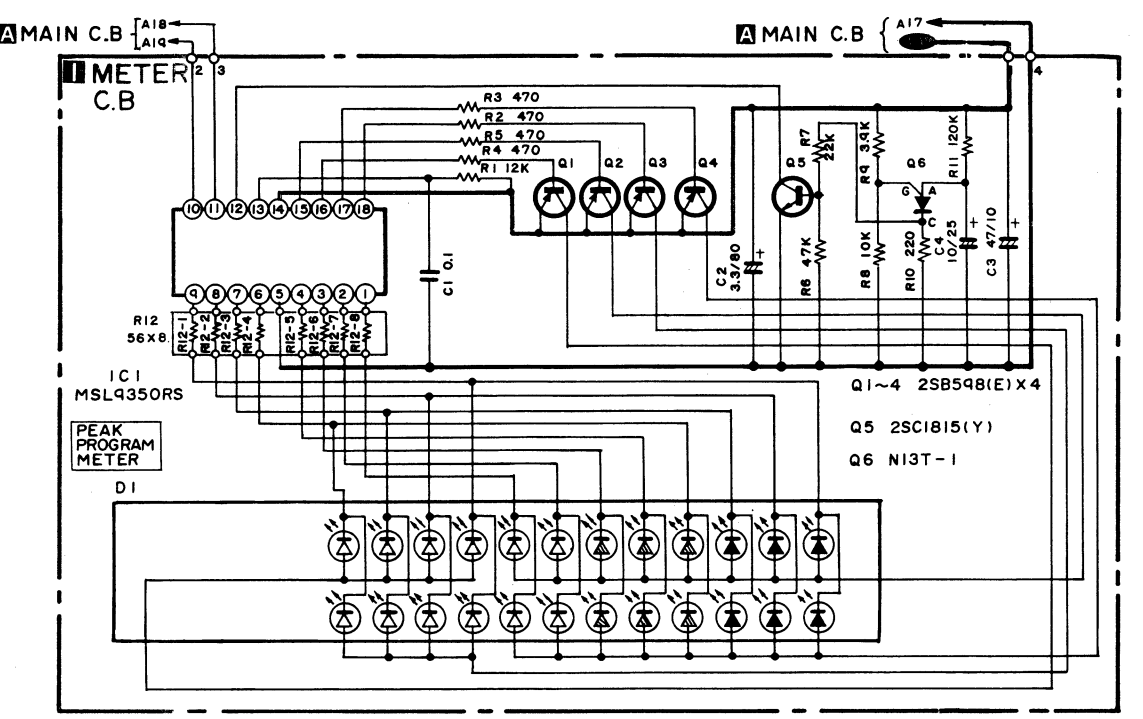 A MAIN C.B
A18
A19
A MAIN C.B
A17
2
3
4
I METER
C.B
R3 470
R2 470
R5 470
R4 470
R1 12K
Q1
Q2
Q3
Q4
Q5
R7
22K
R9 3.9K
Q6
R11 120K
G
A
C
10
11
12
13
14
15
16
17
18
C1 0.1
C2
3.3/80
+
R6 47K
R8 10K
R10 220
C4
10/25
+
C3 47/10
+
9
8
7
6
5
4
3
2
1
R12
56X8
R12-1
R12-2
R12-3
R12-4
R12-5
R12-6
R12-7
R12-8
IC1
MSL9350RS
Q1~4 2SB598(E)X4
Q5 2SC1815(Y)
Q6 N13T-1
PEAK
PROGRAM
METER
D1